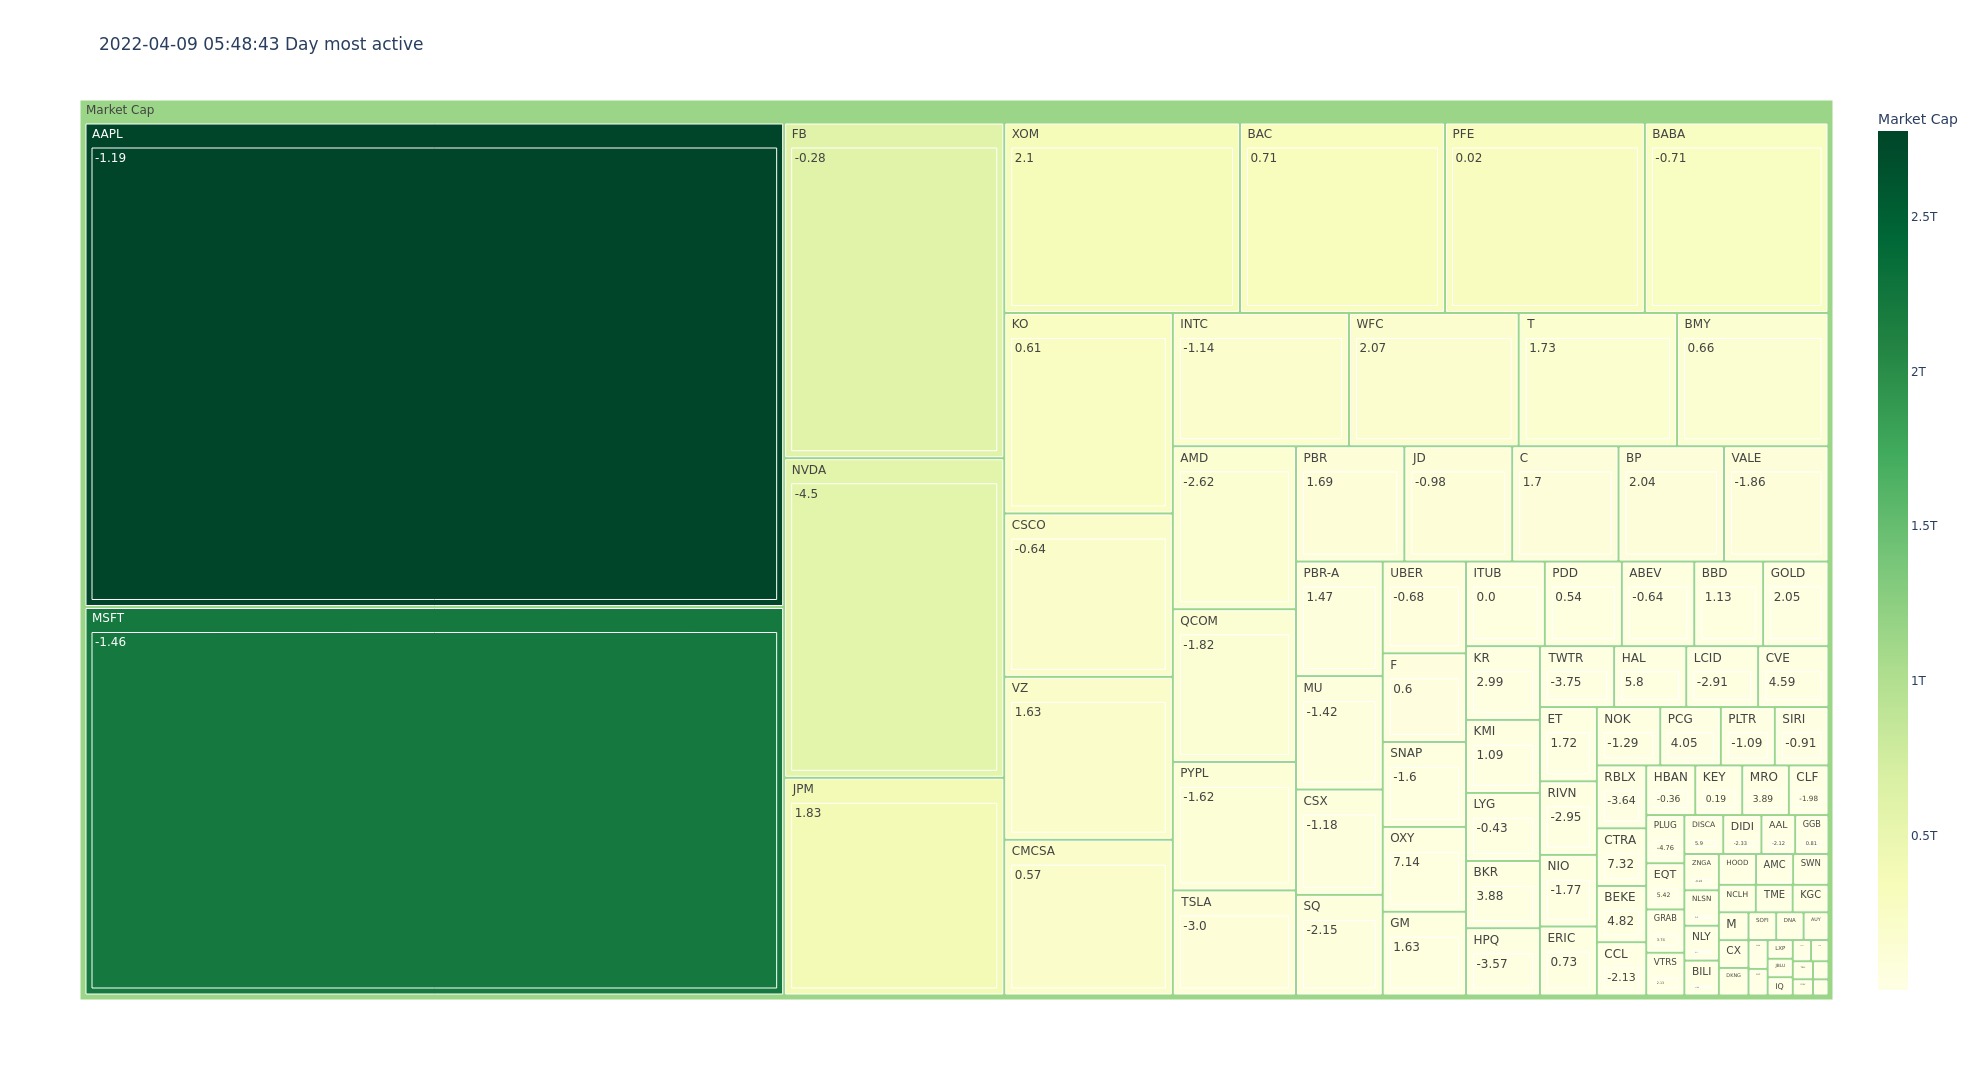 2022-04-09 05:48:43 Day most active
Market Cap
AAPL
-1.19
MSFT
-1.46
FB
-0.28
NVDA
-4.5
JPM
1.83
XOM
2.1
BAC
0.71
PFE
0.02
BABA
-0.71
KO
0.61
CSCO
-0.64
VZ
1.63
CMCSA
0.57
INTC
-1.14
WFC
2.07
T
1.73
BMY
0.66
AMD
-2.62
QCOM
-1.82
PYPL
-1.62
TSLA
-3.0
PBR
1.69
JD
-0.98
C
1.7
BP
2.04
VALE
-1.86
PBR-A
1.47
MU
-1.42
CSX
-1.18
SQ
-2.15
UBER
-0.68
F
0.6
SNAP
-1.6
OXY
7.14
GM
1.63
ITUB
0.0
PDD
0.54
ABEV
-0.64
BBD
1.13
GOLD
2.05
KR
2.99
KMI
1.09
LYG
-0.43
BKR
3.88
HPQ
-3.57
TWTR
-3.75
HAL
5.8
LCID
-2.91
CVE
4.59
ET
1.72
RIVN
-2.95
NIO
-1.77
ERIC
0.73
NOK
-1.29
PCG
4.05
PLTR
-1.09
SIRI
-0.91
RBLX
-3.64
CTRA
7.32
BEKE
4.82
CCL
-2.13
HBAN
-0.36
KEY
0.19
MRO
3.89
CLF
-1.98
PLUG
-4.76
EQT
5.42
GRAB
VTRS
DISCA
5.9
DIDI
-2.33
AAL
-2.12
GGB
0.81
ZNGA
NLSN
NLY
BILI
HOOD
AMC
SWN
NCLH
TME
KGC
M
SOFI
DNA
AUY
CX
DKNG
LXP
JBLU
IQ
Market Cap
2.5T
2T
1.5T
1T
0.5T